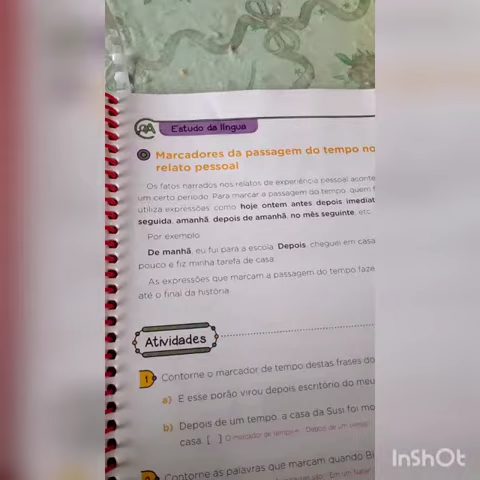 Estudo da língua
Marcadores da passagem do tempo no
relato pessoal
Os fatos narrados nos relatos de experiência pessoal aconte
um certo período. Para marcar a passagem do tempo, quem
utiliza expressões como hoje, ontem, antes, depois, imediat
seguida, amanhã, depois de amanhã, no mês seguinte, etc.
Por exemplo:
De manhã, eu fui para a escola. Depois, cheguei em casa
pouco e fiz minha tarefa de casa.
As expressões que marcam a passagem do tempo faze
até o final da história.
Atividades
1 Contorne o marcador de tempo destas frases do
a) E esse porão virou depois escritório do meu
b) Depois de um tempo, a casa da Susi foi mo
casa. [...] O marcador de tempo é: Depois de um tempo
2 Contorne as palavras que marcam quando Bi
InShOt